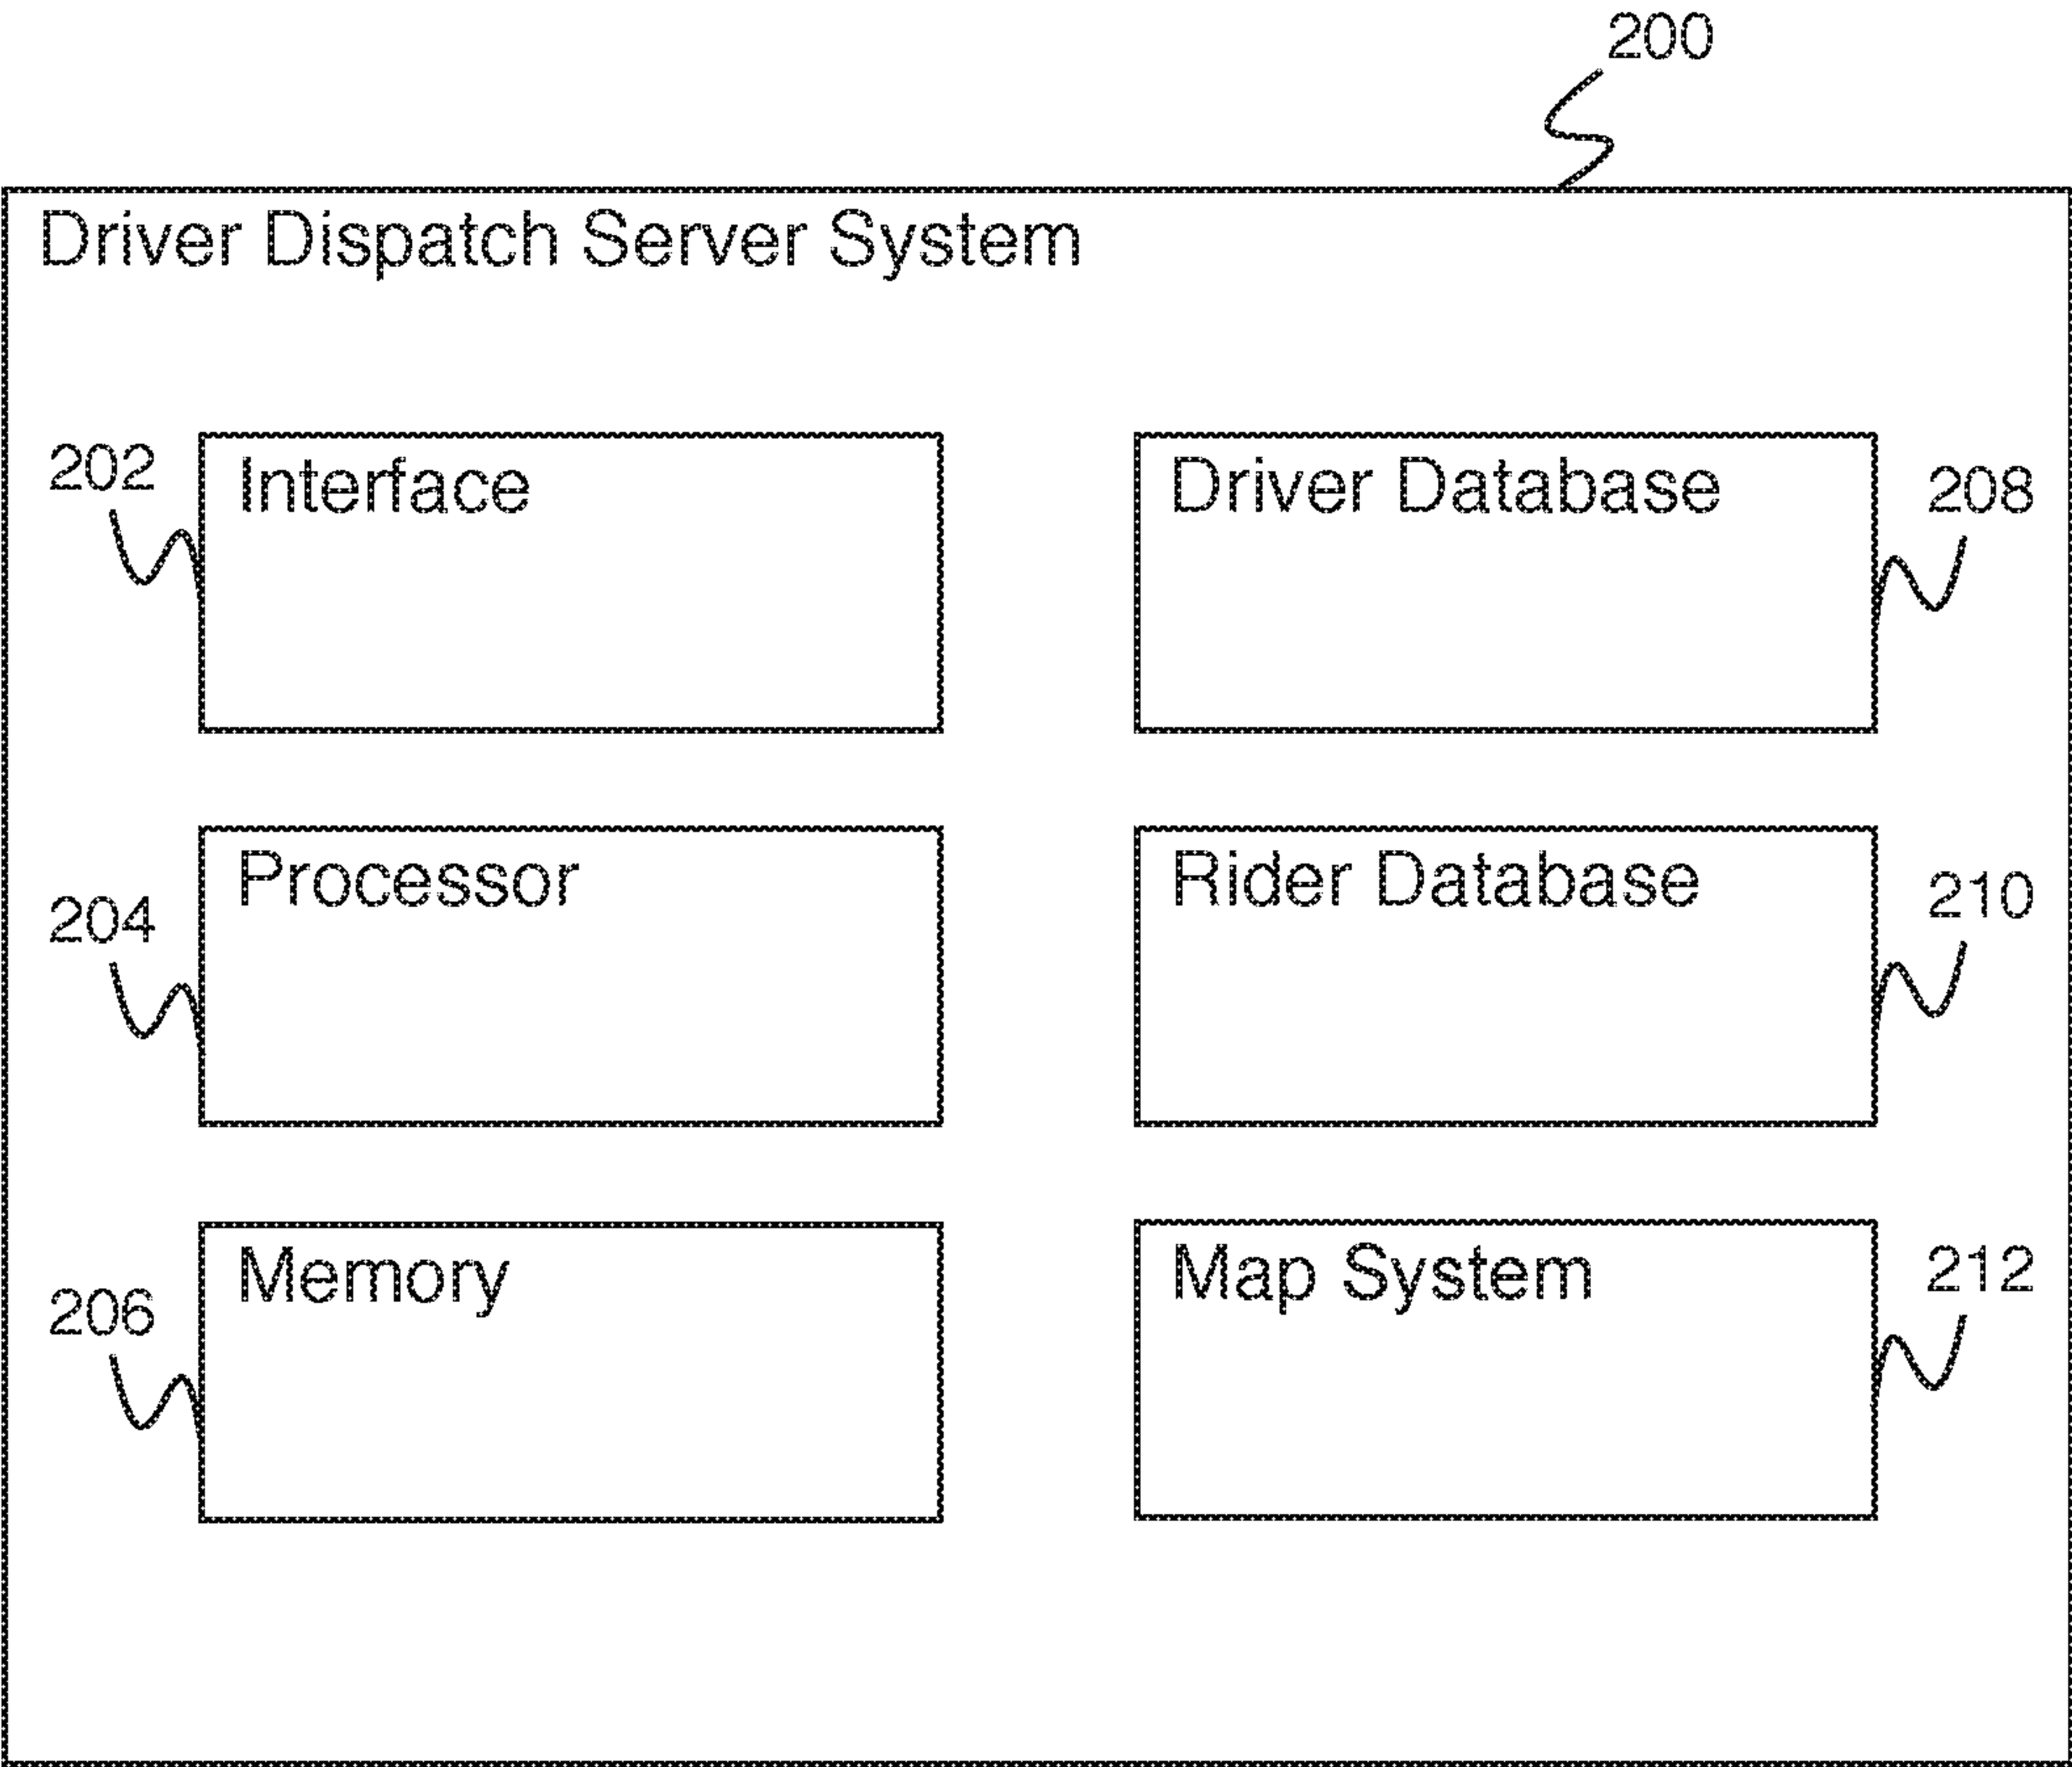 200
Driver Dispatch Server System
202
Interface
Driver Database
208
204
Processor
Rider Database
210
206
Memory
Map System
212